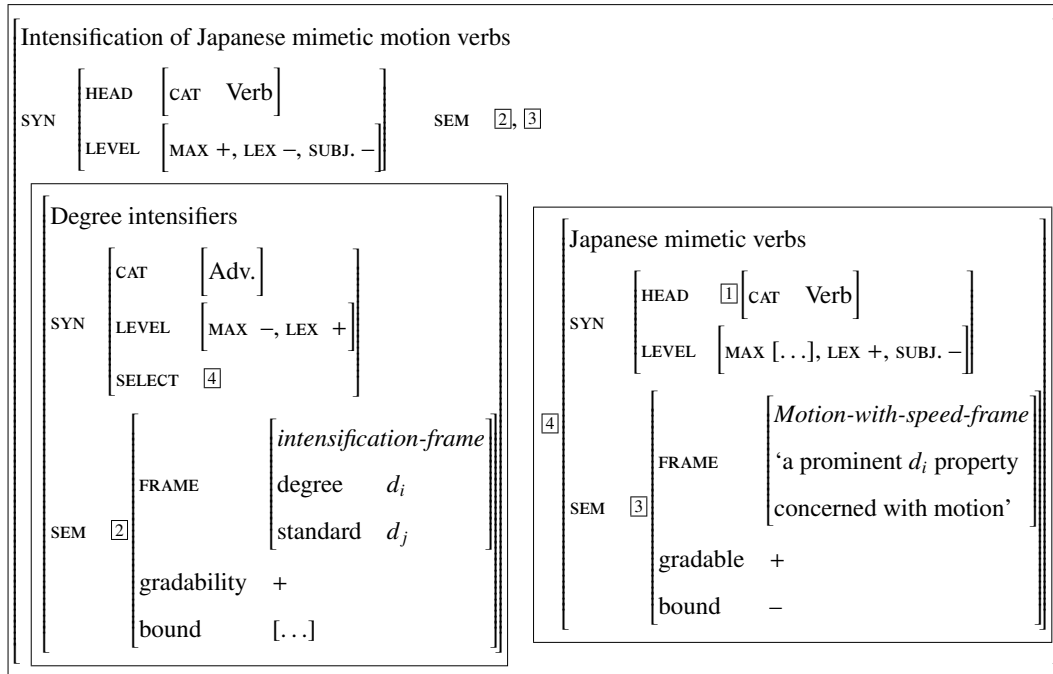 Intensification of Japanese mimetic motion verbs
SYN HEAD CAT Verb
LEVEL MAX +, LEX –, SUBJ. –
SEM 2, 3
Degree intensifiers
SYN CAT Adv.
LEVEL MAX –, LEX +
SELECT 4
SEM 2 FRAME intensification-frame
degree d_i
standard d_j
gradability +
bound [...]
4 Japanese mimetic verbs
SYN HEAD 1 CAT Verb
LEVEL MAX [...], LEX +, SUBJ. –
SEM 3 FRAME Motion-with-speed-frame
‘a prominent d_i property
concerned with motion’
gradable +
bound –